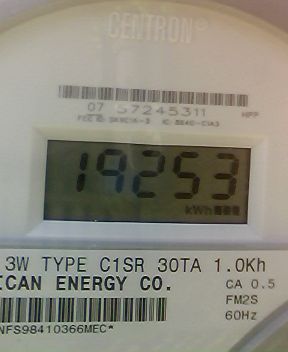 CENTRON®
07 57245311 HPP
19253
kWh
3W TYPE C1SR 30TA 1.0Kh
ICAN ENERGY CO. CA 0.5
FM2S
60Hz
NFS98410366MEC*